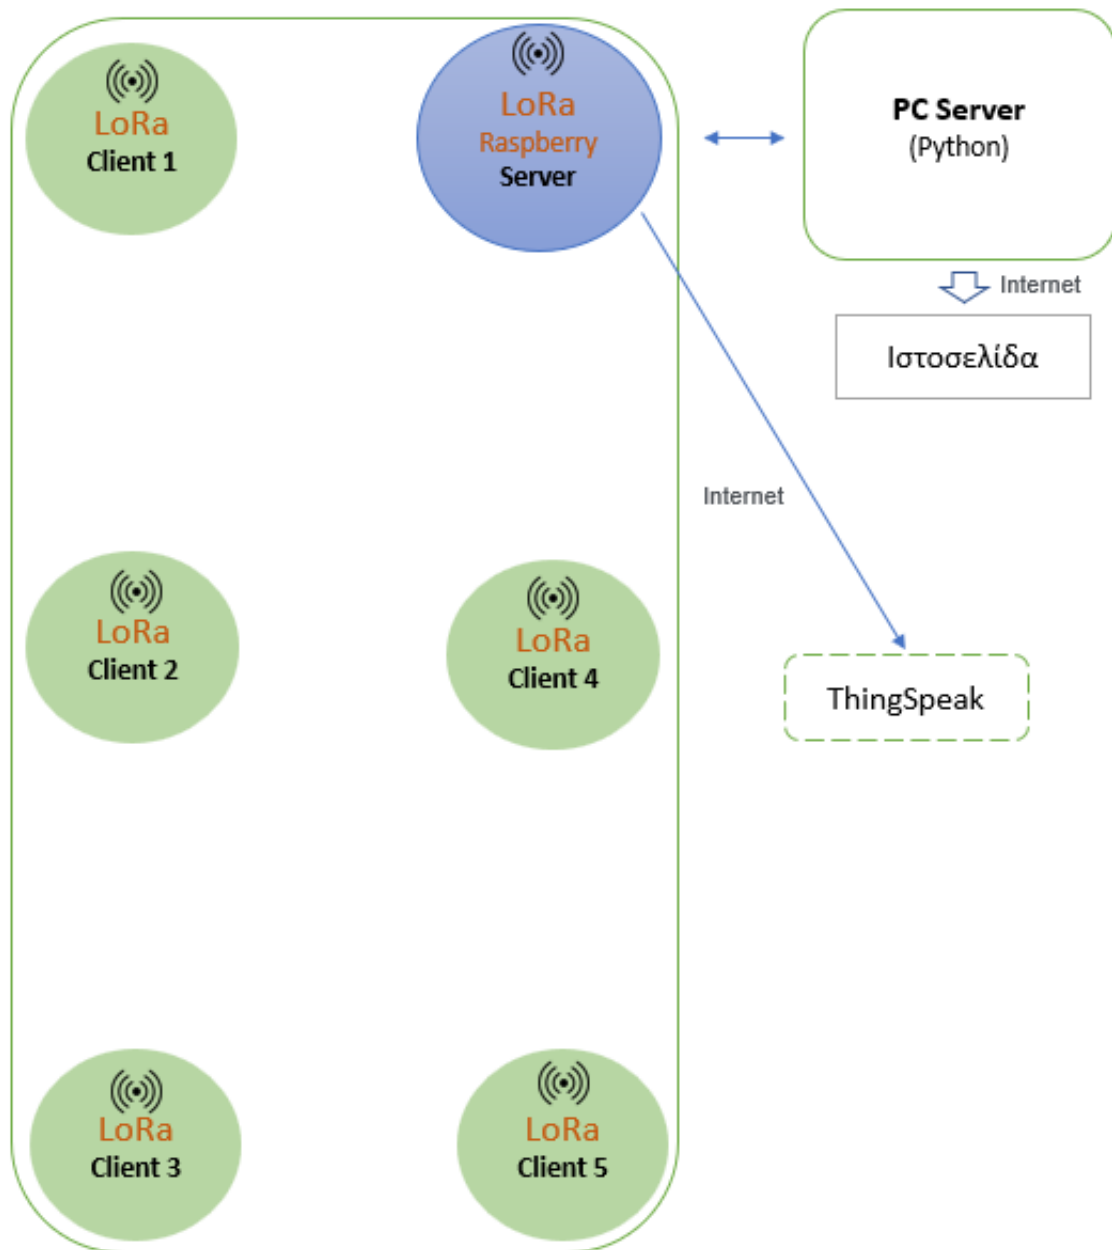 LoRa
Client 1
LoRa
Raspberry
Server
PC Server
(Python)
Internet
Ιστοσελίδα
Internet
LoRa
Client 2
LoRa
Client 4
ThingSpeak
LoRa
Client 3
LoRa
Client 5